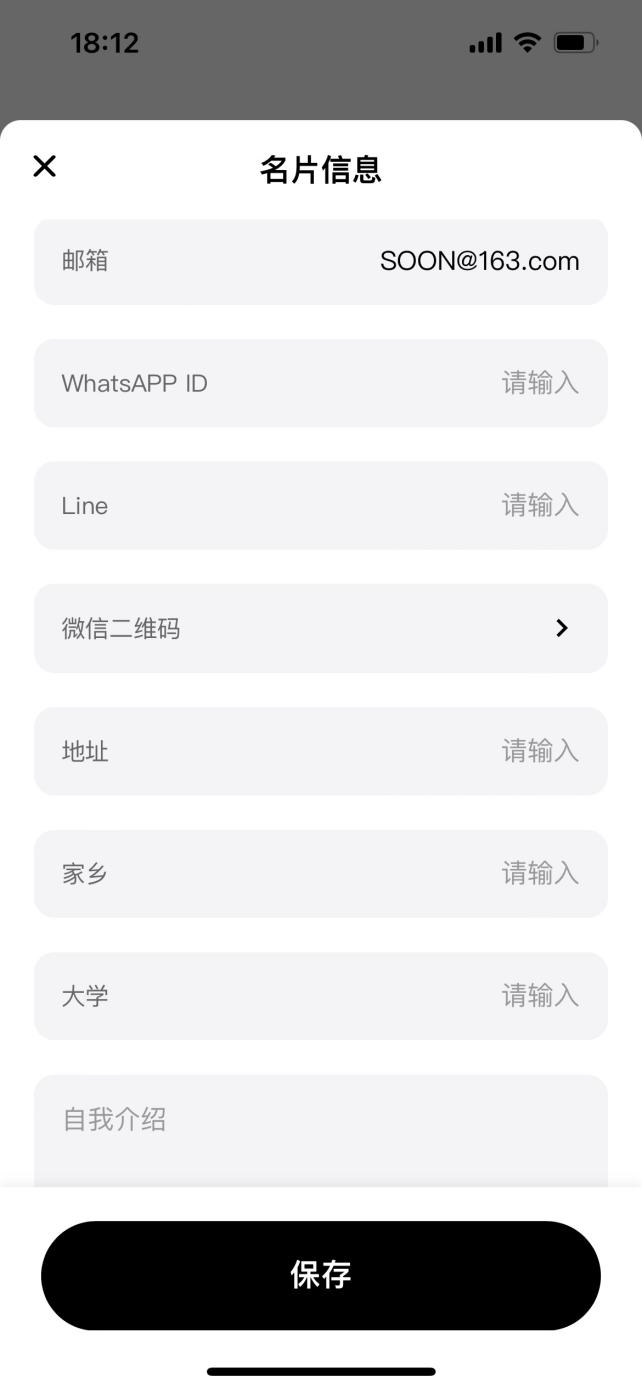 18:12
名片信息
邮箱 SOON@163.com
WhatsAPP ID 请输入
Line 请输入
微信二维码
地址 请输入
家乡 请输入
大学 请输入
自我介绍
保存